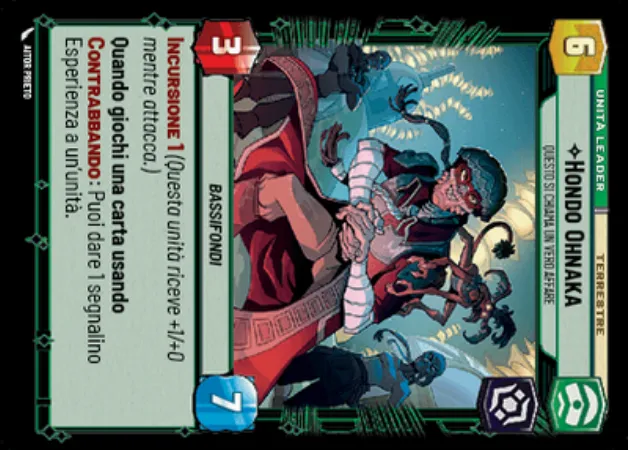 6
UNITÀ LEADER
TERRESTRE
HONDO OHNAKA
QUESTO SI CHIAMA UN VERO AFFARE
3
7
BASSIFONDI
INCURSIONE 1 (Questa unità riceve +1/+0
mentre attacca.)
Quando giochi una carta usando
CONTRABBANDO: Puoi dare 1 segnalino
Esperienza a un'unità.
AITOR PRIETO